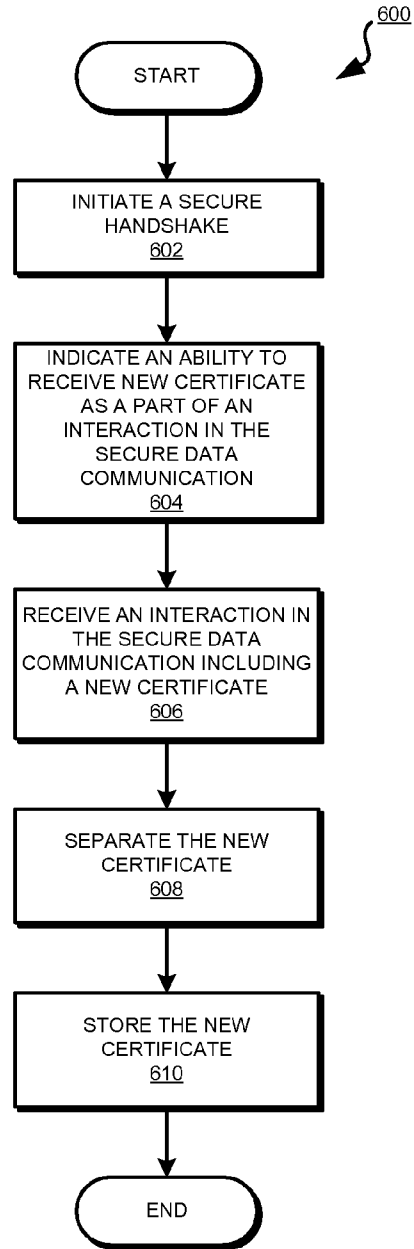 600
START
INITIATE A SECURE
HANDSHAKE
602
INDICATE AN ABILITY TO
RECEIVE NEW CERTIFICATE
AS A PART OF AN
INTERACTION IN THE
SECURE DATA
COMMUNICATION
604
RECEIVE AN INTERACTION IN
THE SECURE DATA
COMMUNICATION INCLUDING
A NEW CERTIFICATE
606
SEPARATE THE NEW
CERTIFICATE
608
STORE THE NEW
CERTIFICATE
610
END